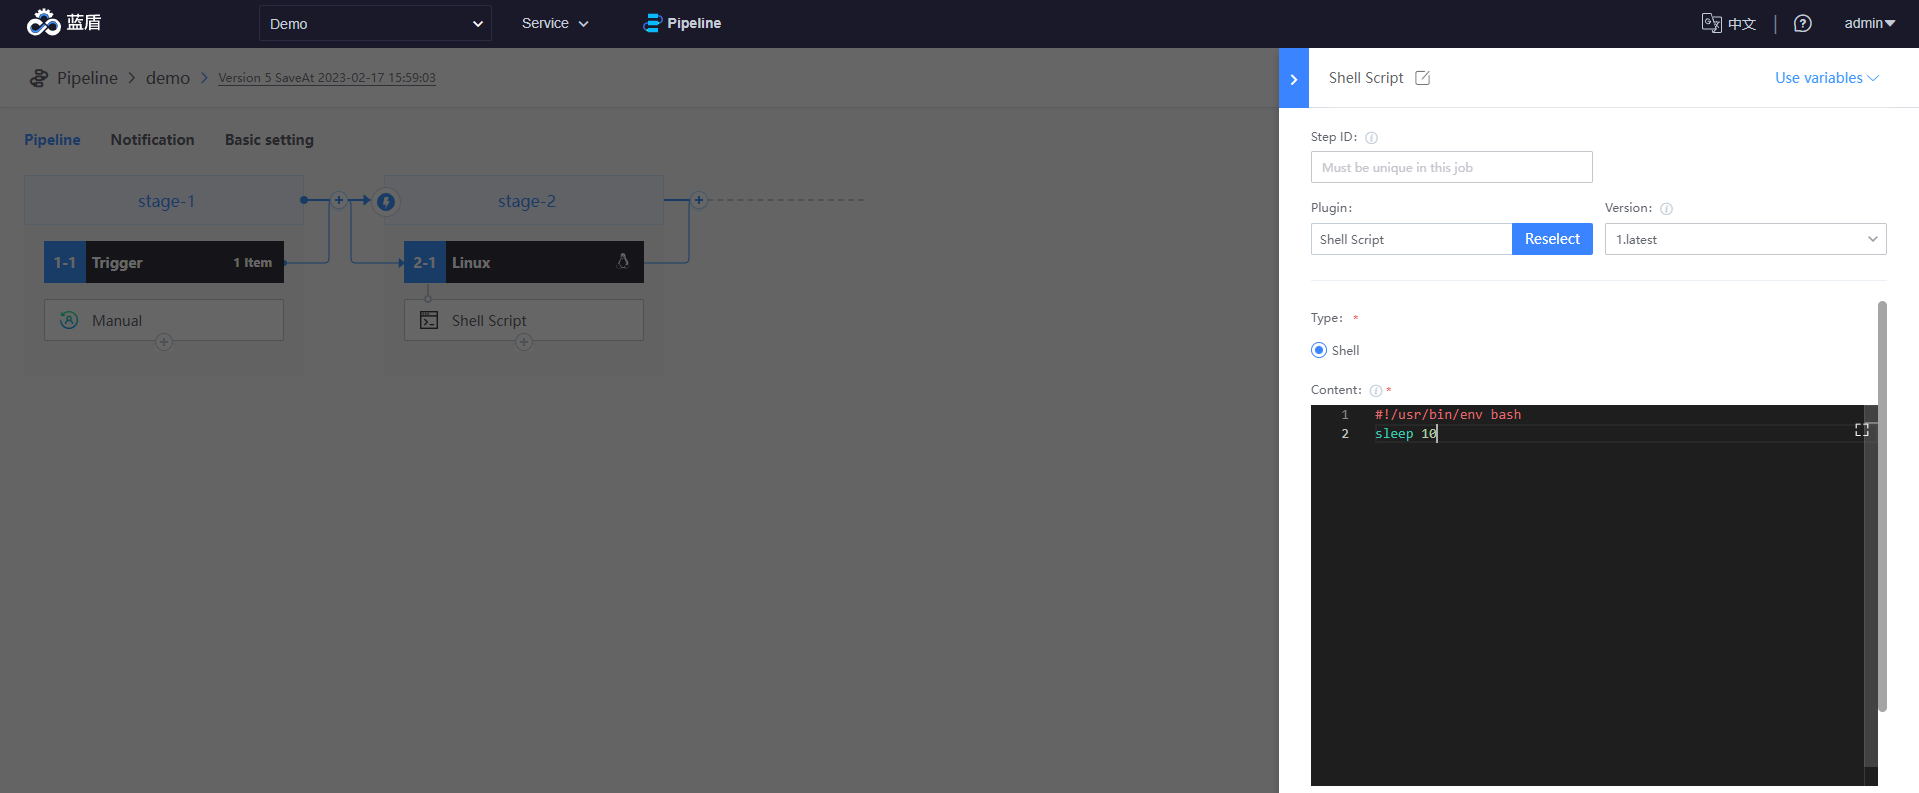 蓝盾
Demo
Service
Pipeline
中文
admin
Pipeline
demo
Version 5 SaveAt 2023-02-17 15:59:03
Pipeline
Notification
Basic setting
stage-1
stage-2
1-1
Trigger
1 Item
2-1
Linux
Manual
Shell Script
Shell Script
Use variables
Step ID:
Must be unique in this job
Plugin:
Version:
Shell Script
Reselect
1.latest
Type: *
Shell
Content: *
1 #!/usr/bin/env bash
2 sleep 10